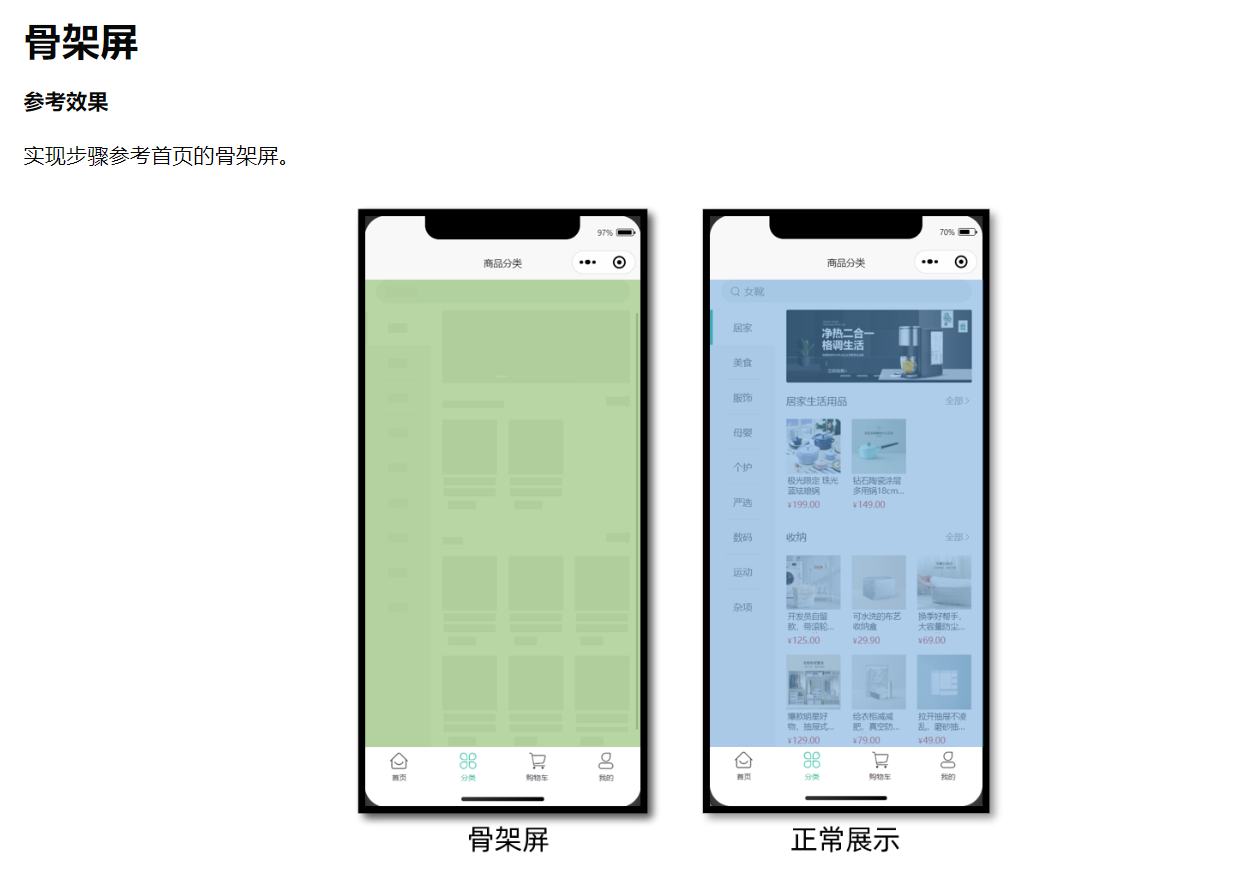 骨架屏
参考效果
实现步骤参考首页的骨架屏。
97%
商品分类
首页
分类
购物车
我的
骨架屏
70%
商品分类
女靴
居家
美食
服饰
母婴
个护
严选
数码
运动
杂项
净热二合一
格调生活
居家生活用品
全部
极光限定 珠光
蓝珐琅锅
¥199.00
钻石陶瓷涂层
多用锅18cm...
¥149.00
收纳
全部
开发员自留
款，带滚轮...
¥125.00
可水洗的布艺
收纳盒
¥29.90
换季好帮手，
大容量防尘...
¥69.00
爆款明星好
物，抽屉式...
¥129.00
给衣柜减减
肥，真空防...
¥79.00
拉开抽屉不凌
乱，磨砂抽...
¥49.00
首页
分类
购物车
我的
正常展示